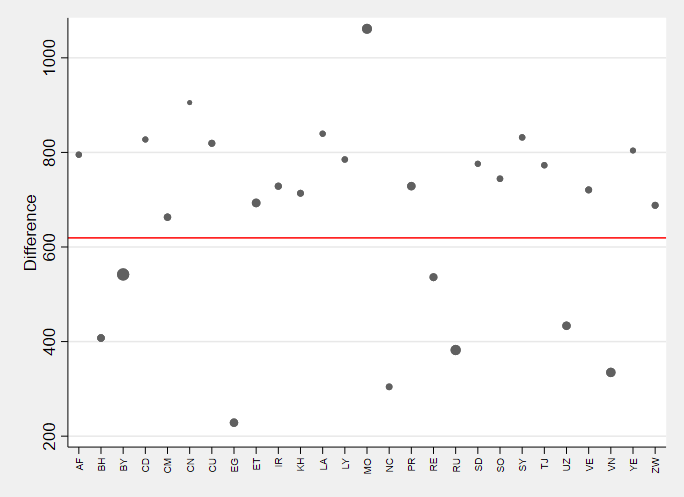 Difference
1000
800
600
400
200
AF BH BY CD CM CN CU EG ET IR KH LA LY MO NC PR RE RU SD SO SY TJ UZ VE VN YE ZW